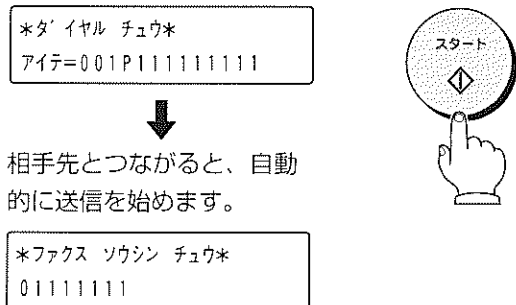 *ダイヤル チュウ*
アイテ=001P111111111
スタート
相手先とつながると、自動
的に送信を始めます。
*ファクス ソウシン チュウ*
01111111